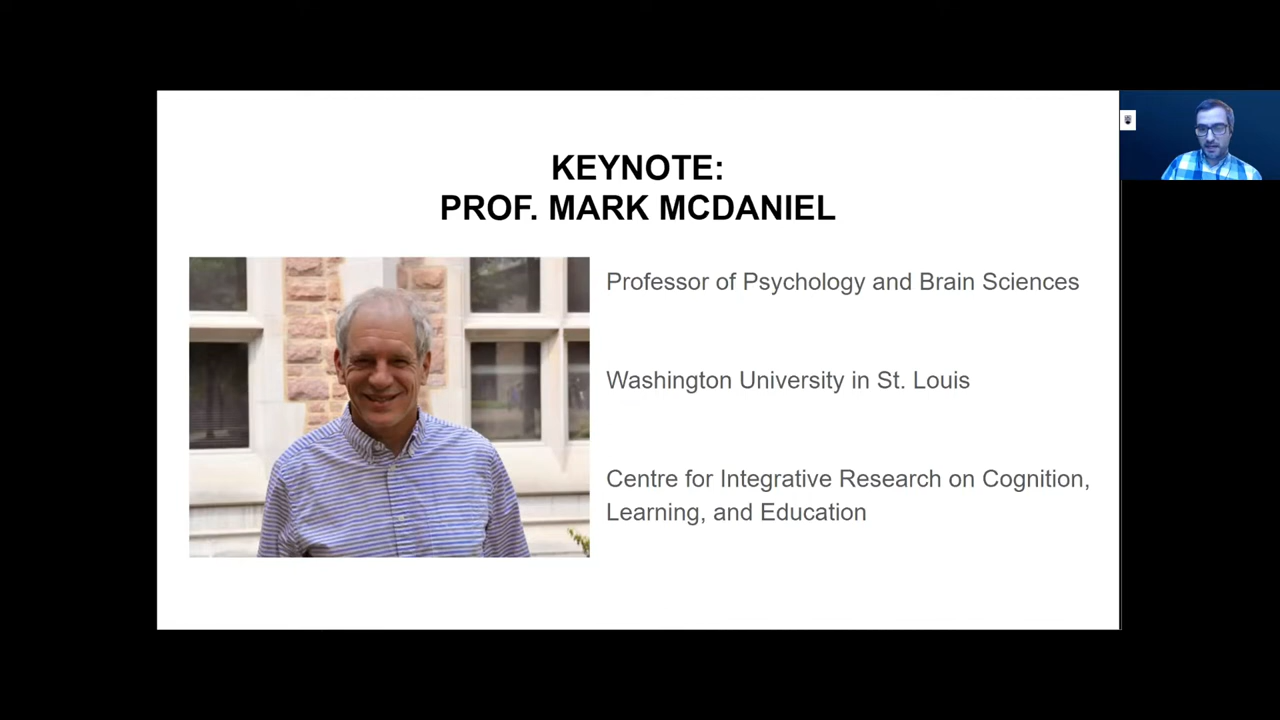 KEYNOTE:
PROF. MARK MCDANIEL
Professor of Psychology and Brain Sciences
Washington University in St. Louis
Centre for Integrative Research on Cognition,
Learning, and Education